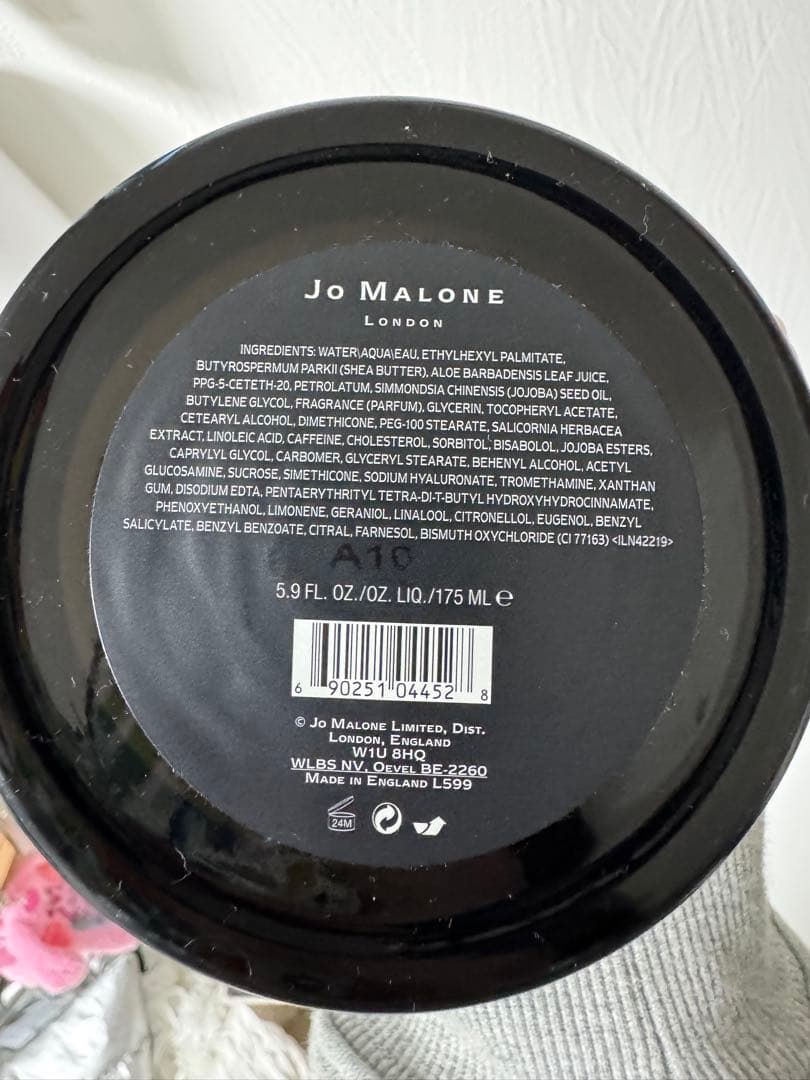 JO MALONE
LONDON
INGREDIENTS: WATER\AQUA\EAU, ETHYLHEXYL PALMITATE,
BUTYROSPERMUM PARKII (SHEA BUTTER), ALOE BARBADENSIS LEAF JUICE,
PPG-5-CETETH-20, PETROLATUM, SIMMONDSIA CHINENSIS (JOJOBA) SEED OIL,
BUTYLENE GLYCOL, FRAGRANCE (PARFUM), GLYCERIN, TOCOPHERYL ACETATE,
CETEARYL ALCOHOL, DIMETHICONE, PEG-100 STEARATE, SALICORNIA HERBACEA
EXTRACT, LINOLEIC ACID, CAFFEINE, CHOLESTEROL, SORBITOL, BISABOLOL, JOJOBA ESTERS,
CAPRYLYL GLYCOL, CARBOMER, GLYCERYL STEARATE, BEHENYL ALCOHOL, ACETYL
GLUCOSAMINE, SUCROSE, SIMETHICONE, SODIUM HYALURONATE, TROMETHAMINE, XANTHAN
GUM, DISODIUM EDTA, PENTAERYTHRITYL TETRA-DI-T-BUTYL HYDROXYHYDROCINNAMATE,
PHENOXYETHANOL, LIMONENE, GERANIOL, LINALOOL, CITRONELLOL, EUGENOL, BENZYL
SALICYLATE, BENZYL BENZOATE, CITRAL, FARNESOL, BISMUTH OXYCHLORIDE (CI 77163) <ILN42219>
A10
5.9 FL. OZ./OZ. LIQ./175 ML e
6 90251 04452 8
© JO MALONE LIMITED, DIST.
LONDON, ENGLAND
W1U 8HQ
WLBS NV. OEVEL BE-2260
MADE IN ENGLAND L599
24M